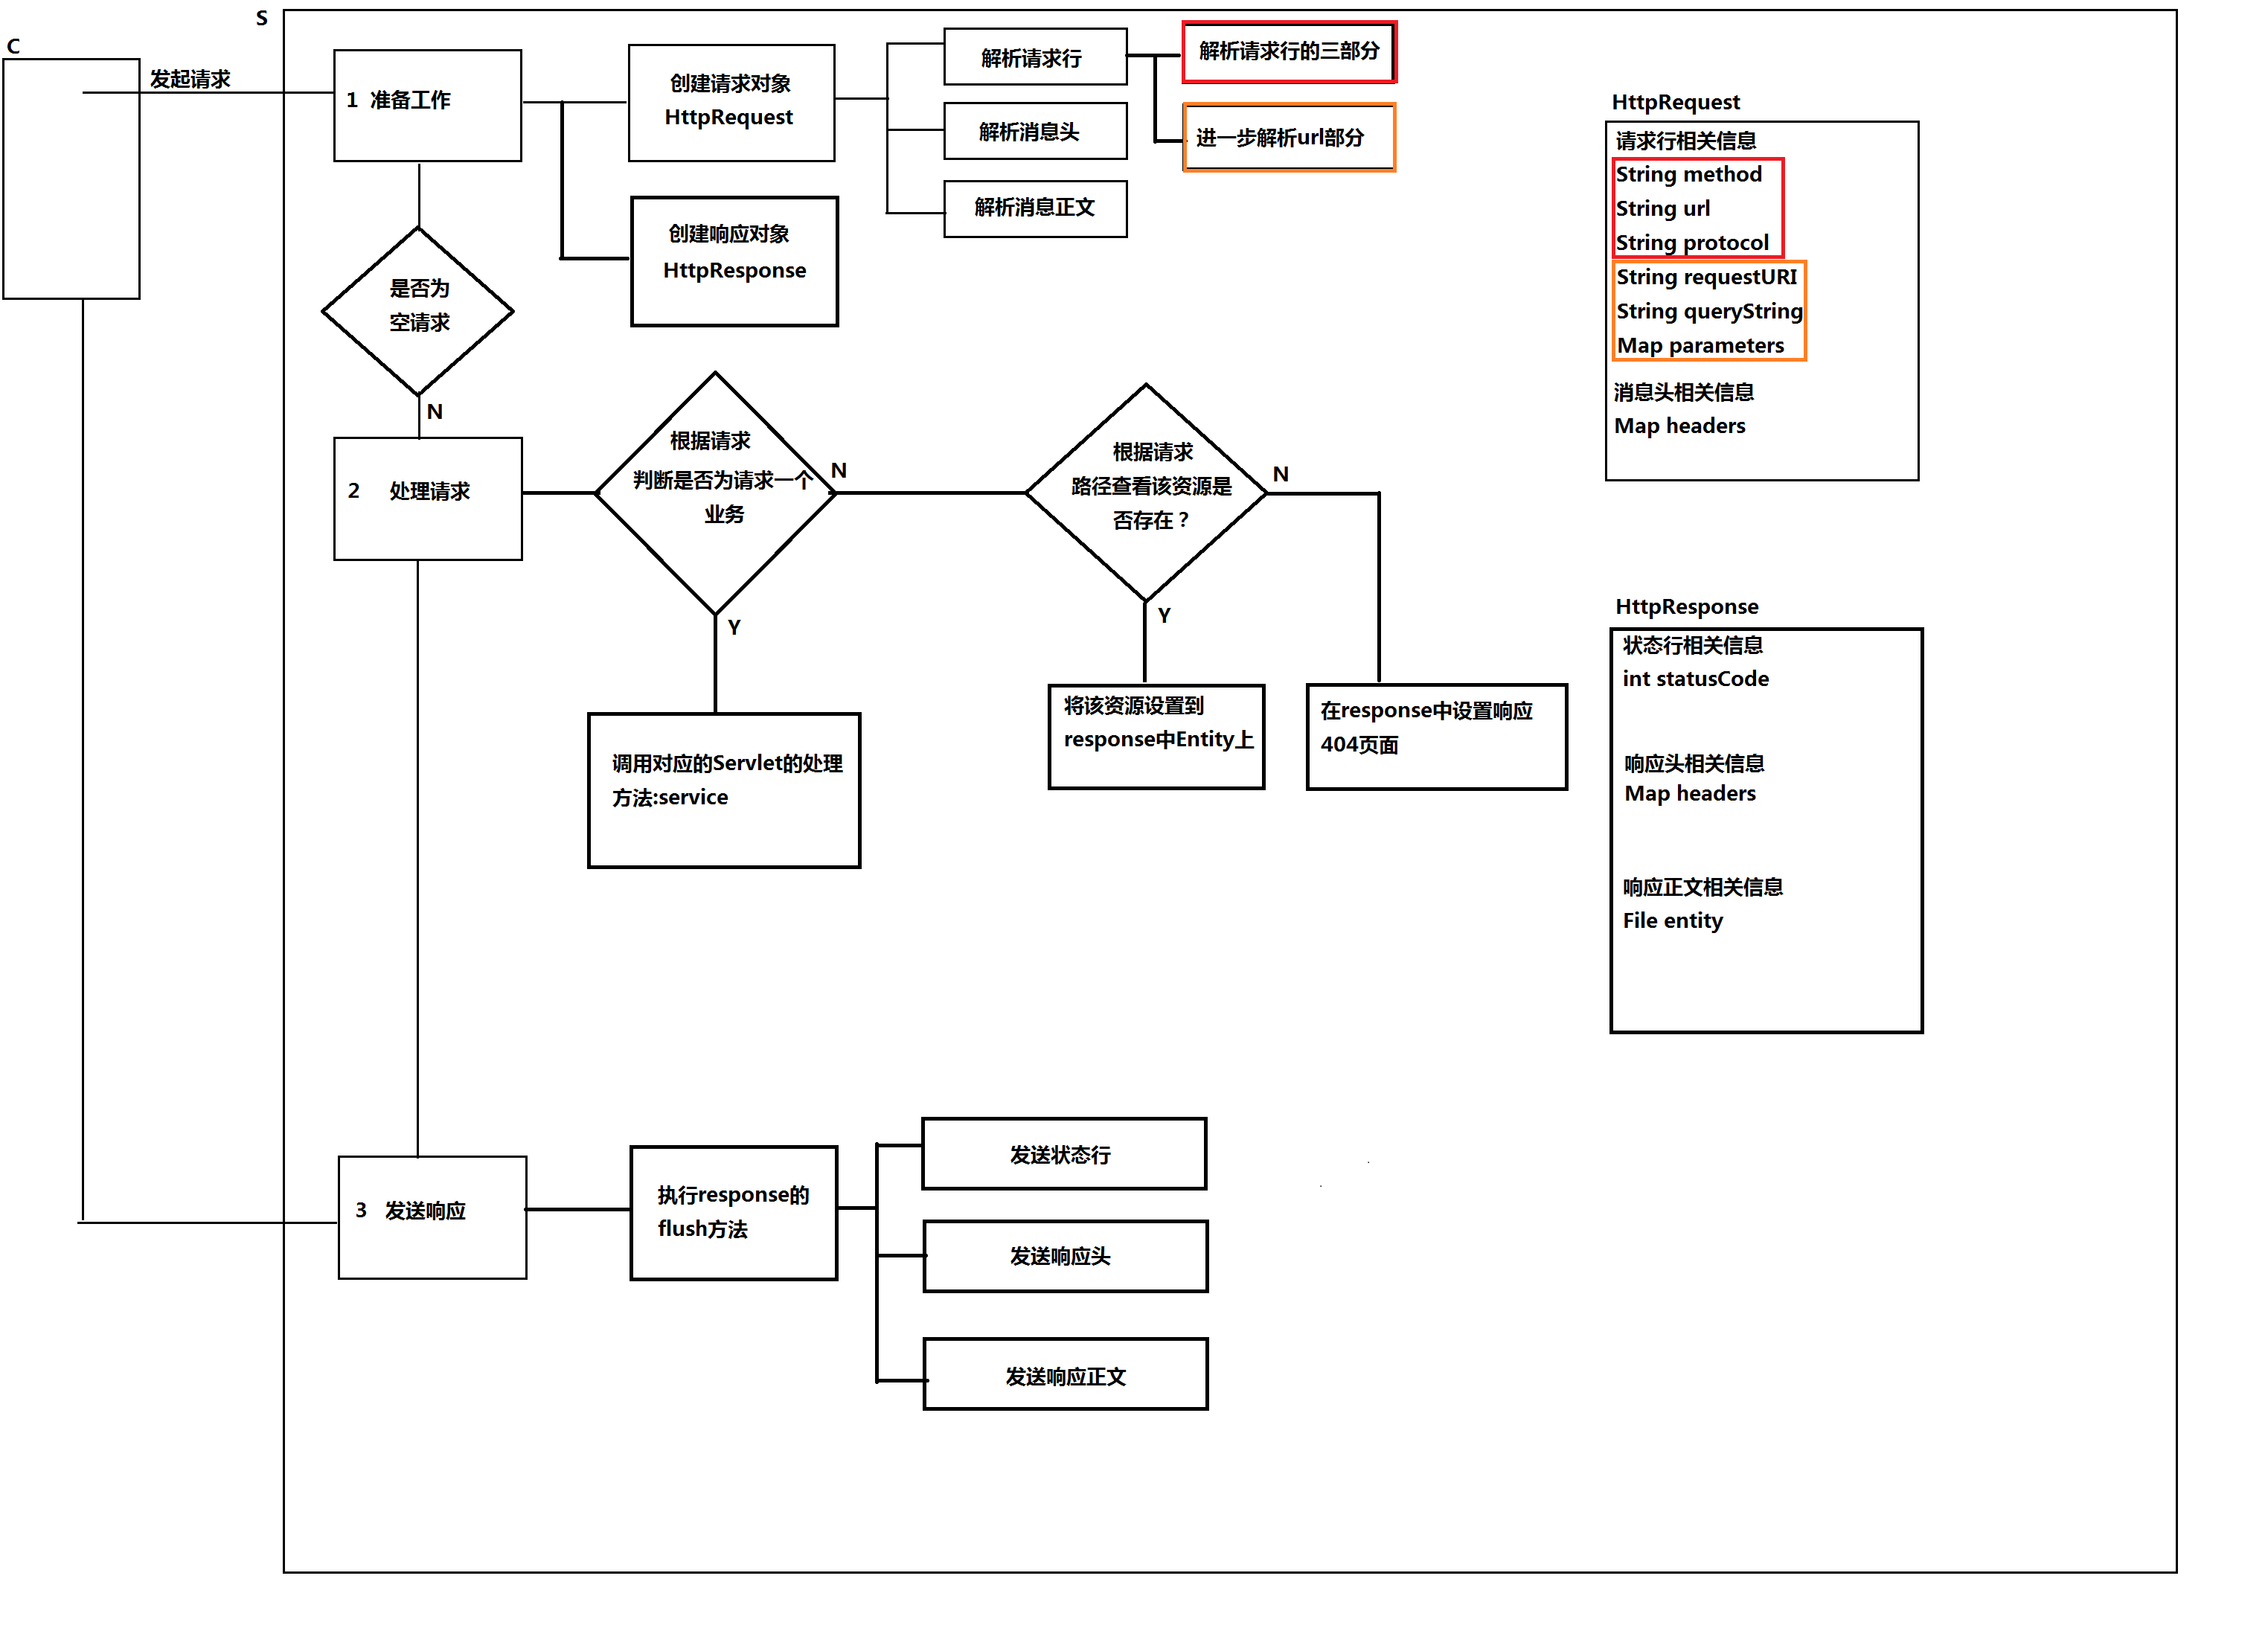 S
C
发起请求
1 准备工作
创建请求对象
HttpRequest
解析请求行
解析消息头
解析消息正文
解析请求行的三部分
进一步解析url部分
创建响应对象
HttpResponse
是否为
空请求
N
2 处理请求
根据请求
判断是否为请求一个
业务
N
Y
调用对应的Servlet的处理
方法:service
根据请求
路径查看该资源是
否存在？
N
Y
将该资源设置到
response中Entity上
在response中设置响应
404页面
3 发送响应
执行response的
flush方法
发送状态行
发送响应头
发送响应正文
HttpRequest
请求行相关信息
String method
String url
String protocol
String requestURI
String queryString
Map parameters
消息头相关信息
Map headers
HttpResponse
状态行相关信息
int statusCode
响应头相关信息
Map headers
响应正文相关信息
File entity